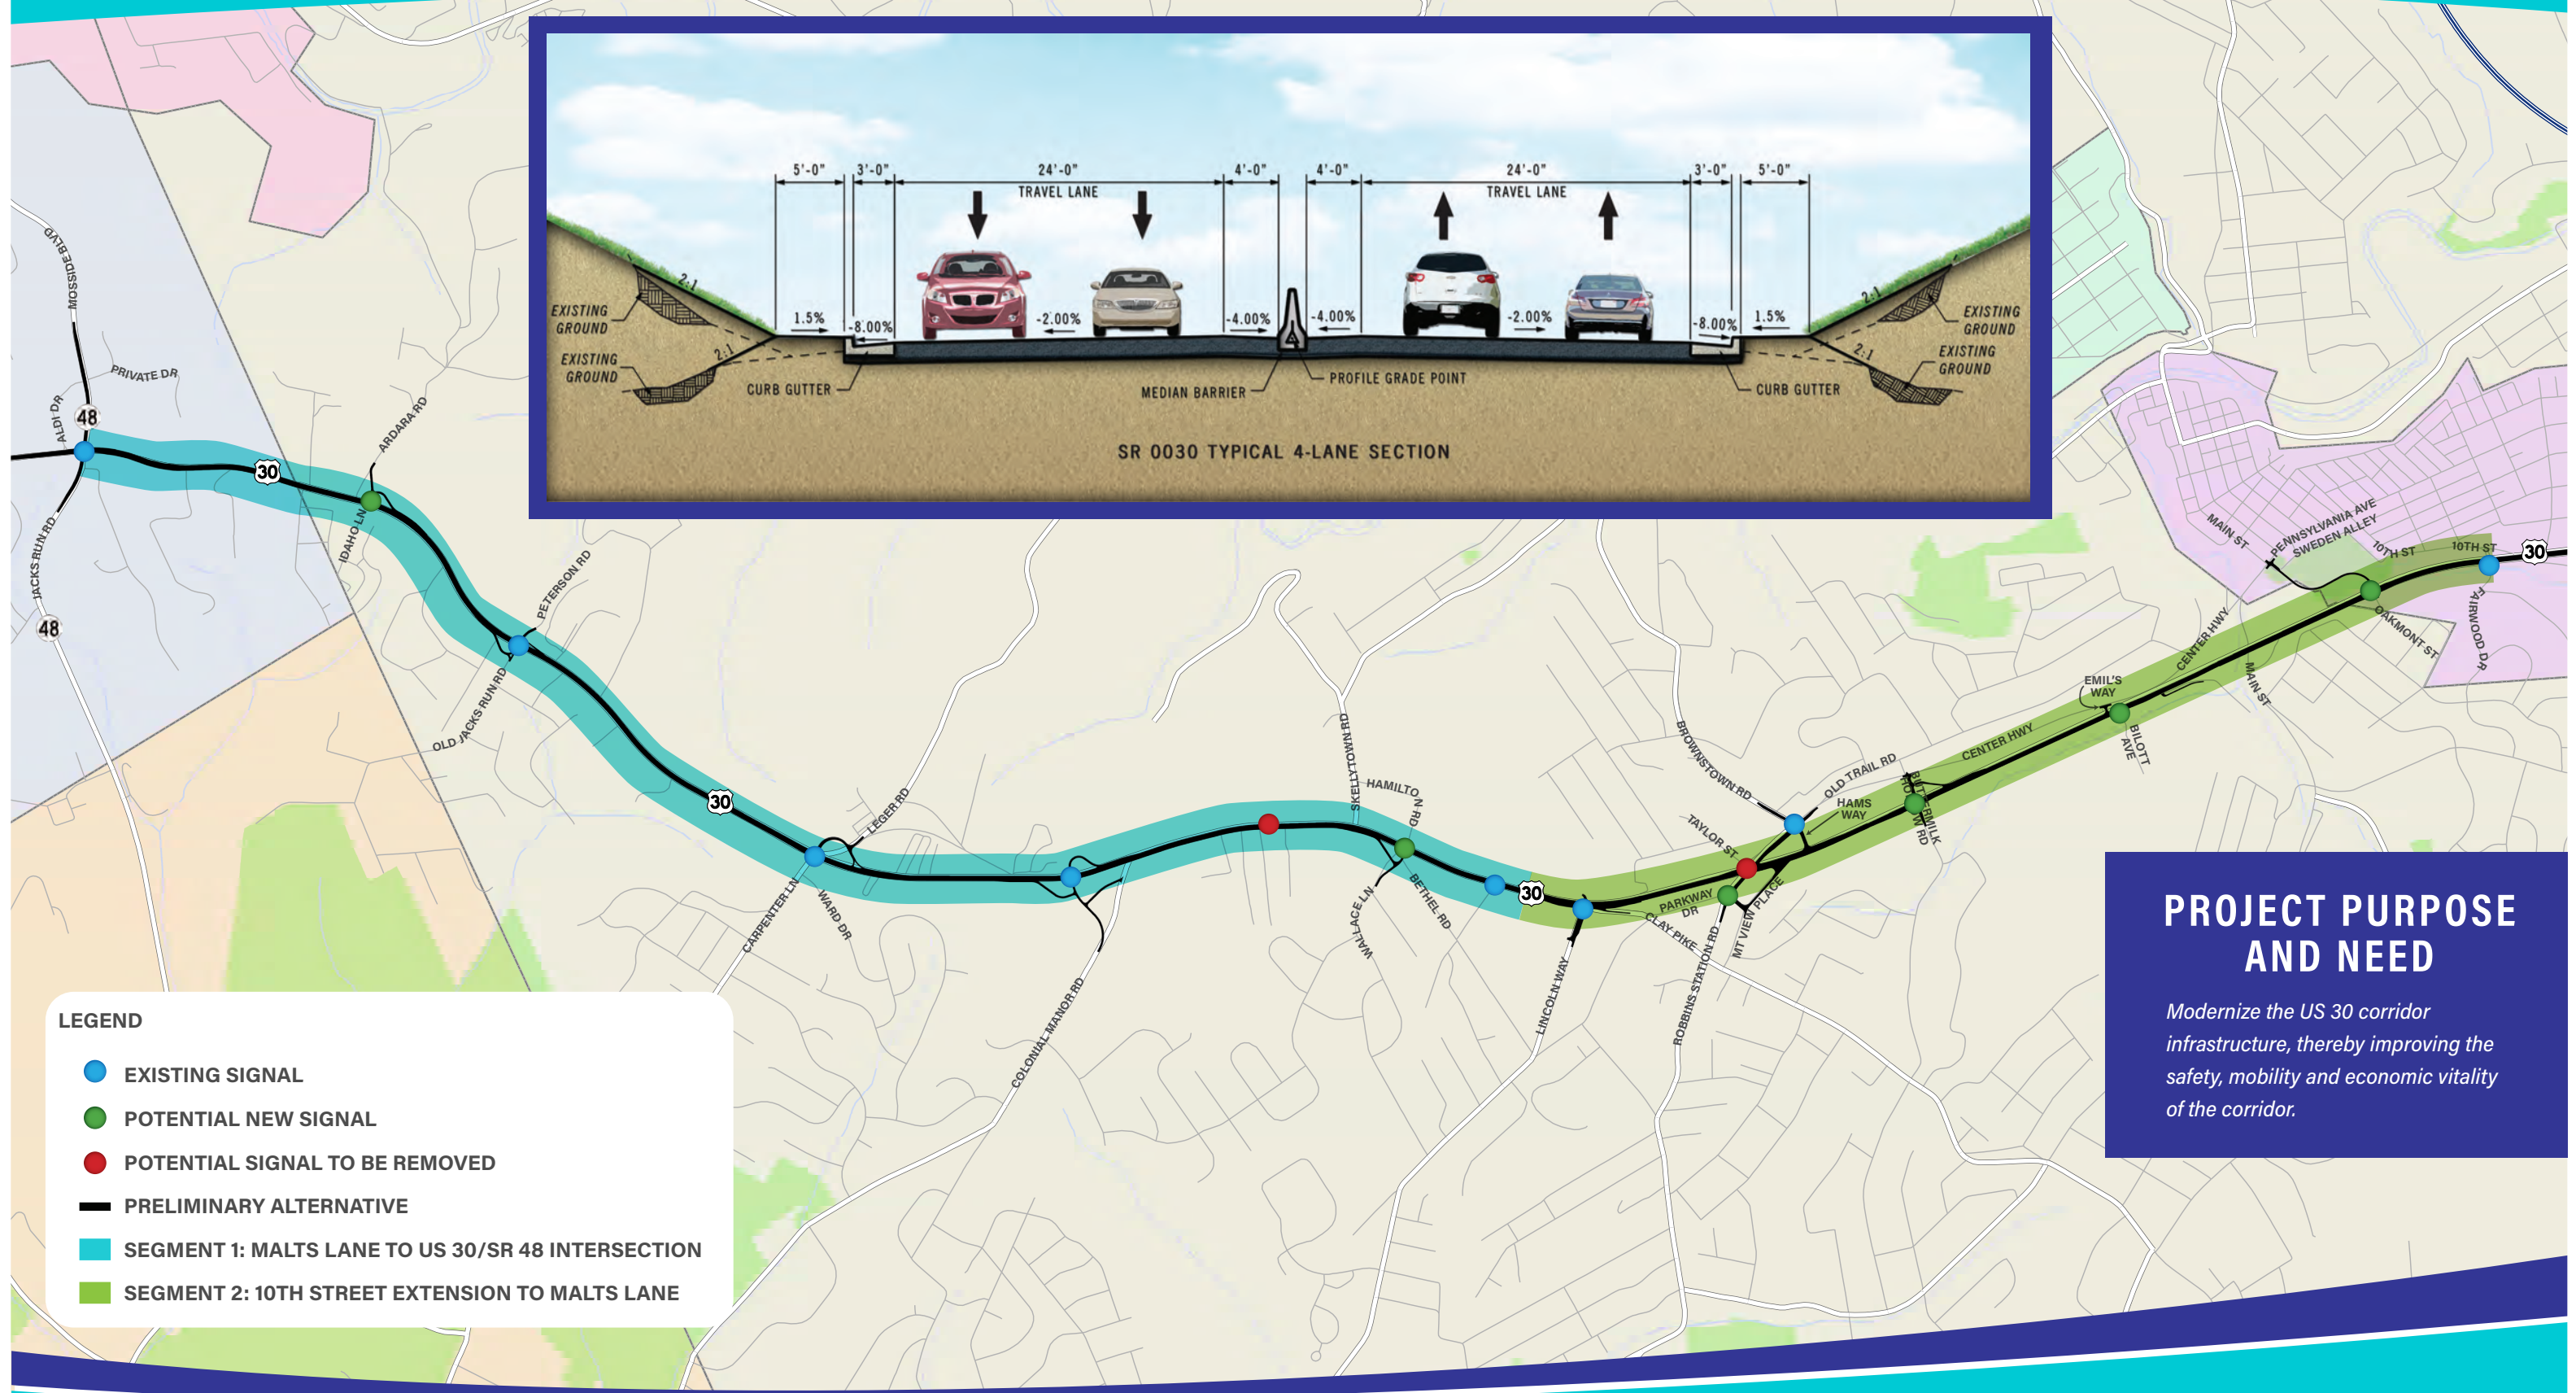 5'-0"
3'-0"
24'-0"
TRAVEL LANE
4'-0"
4'-0"
24'-0"
TRAVEL LANE
3'-0"
5'-0"
2:1
EXISTING
GROUND
EXISTING
GROUND
2:1
1.5%
-8.00%
-2.00%
-4.00%
-4.00%
-2.00%
-8.00%
1.5%
2:1
EXISTING
GROUND
2:1
EXISTING
GROUND
CURB GUTTER
MEDIAN BARRIER
PROFILE GRADE POINT
CURB GUTTER
SR 0030 TYPICAL 4-LANE SECTION
MOSSIDE BLVD
PRIVATE DR
ALDI DR
48
ARDARA RD
30
IDAHO LN
JACKS RUN RD
48
PETERSON RD
OLD JACKS RUN RD
30
LEGER RD
CARPENTER LN
WARD DR
COLONIAL MANOR RD
SKELLYTOWN RD
HAMILTON RD
WALLACE LN
BETHEL RD
30
LINCOLN WAY
CLAY PIKE
PARKWAY
DR
ROBBINS STATION RD
MT VIEW PLACE
TAYLOR ST
BROWNSTOWN RD
OLD TRAIL RD
HAMS
WAY
BUTTERMILK
HOLLOW RD
CENTER HWY
EMIL'S
WAY
BILOTT
AVE
CENTER HWY
MAIN ST
MAIN ST
PENNSYLVANIA AVE
SWEDEN ALLEY
10TH ST
10TH ST
30
OAKMONT ST
FAIRWOOD DR
PROJECT PURPOSE
AND NEED
Modernize the US 30 corridor
infrastructure, thereby improving the
safety, mobility and economic vitality
of the corridor.
LEGEND
EXISTING SIGNAL
POTENTIAL NEW SIGNAL
POTENTIAL SIGNAL TO BE REMOVED
PRELIMINARY ALTERNATIVE
SEGMENT 1: MALTS LANE TO US 30/SR 48 INTERSECTION
SEGMENT 2: 10TH STREET EXTENSION TO MALTS LANE